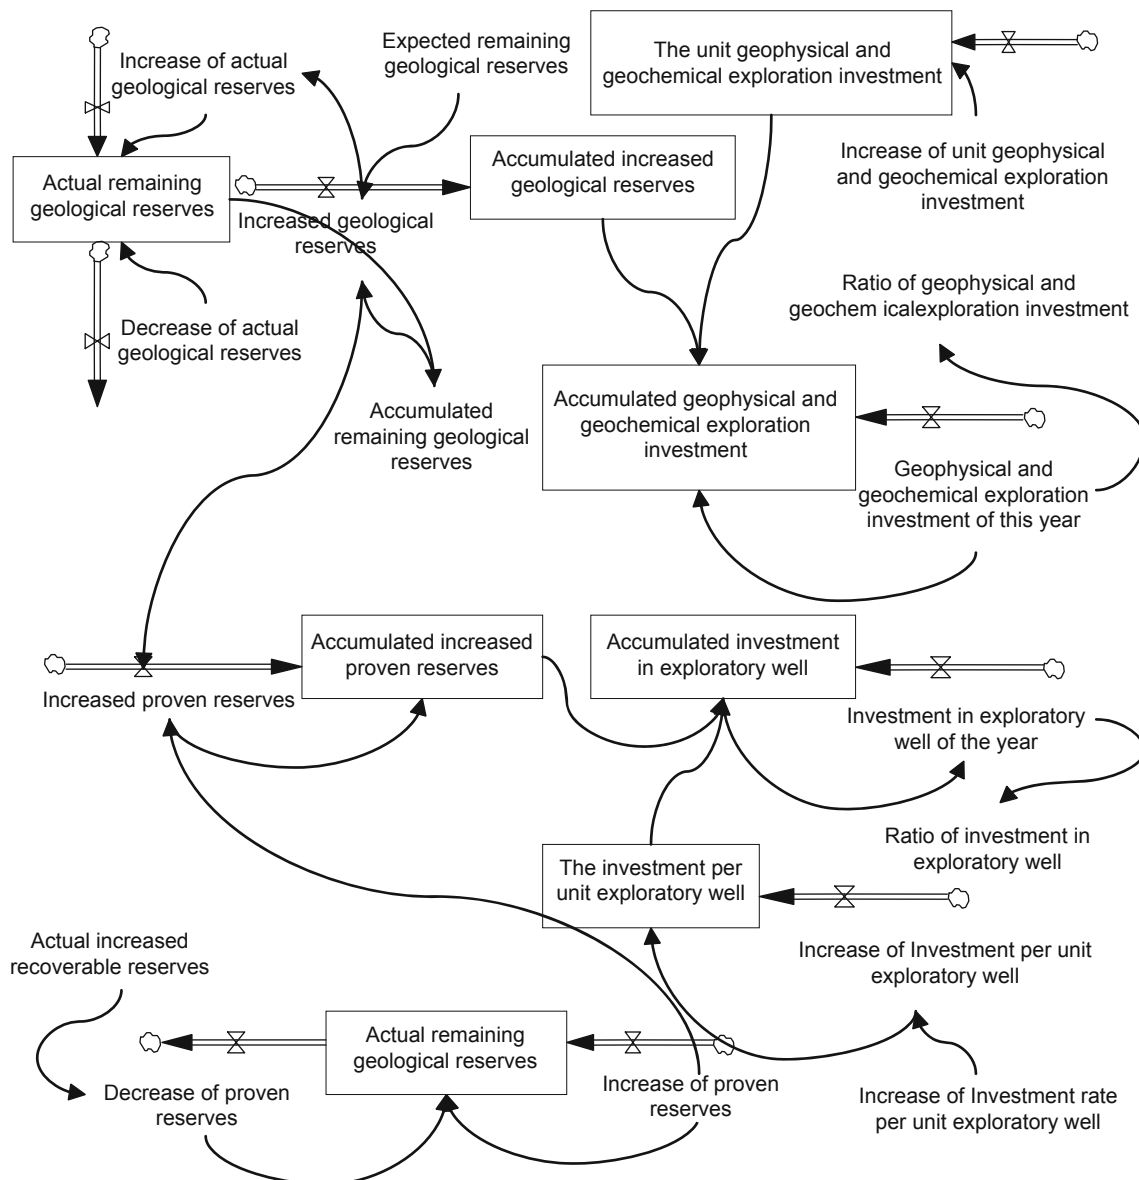 Expected remaining
geological reserves
The unit geophysical and
geochemical exploration investment
Increase of actual
geological reserves
Actual remaining
geological reserves
Increased geological
reserves
Accumulated increased
geological reserves
Increase of unit geophysical
and geochemical exploration
investment
Decrease of actual
geological reserves
Ratio of geophysical and
geochem icalexploration investment
Accumulated
remaining geological
reserves
Accumulated geophysical and
geochemical exploration
investment
Geophysical and
geochemical exploration
investment of this year
Increased proven reserves
Accumulated increased
proven reserves
Accumulated investment
in exploratory well
Investment in exploratory
well of the year
Ratio of investment in
exploratory well
The investment per
unit exploratory well
Actual increased
recoverable reserves
Increase of Investment per unit
exploratory well
Actual remaining
geological reserves
Decrease of proven
reserves
Increase of proven
reserves
Increase of Investment rate
per unit exploratory well